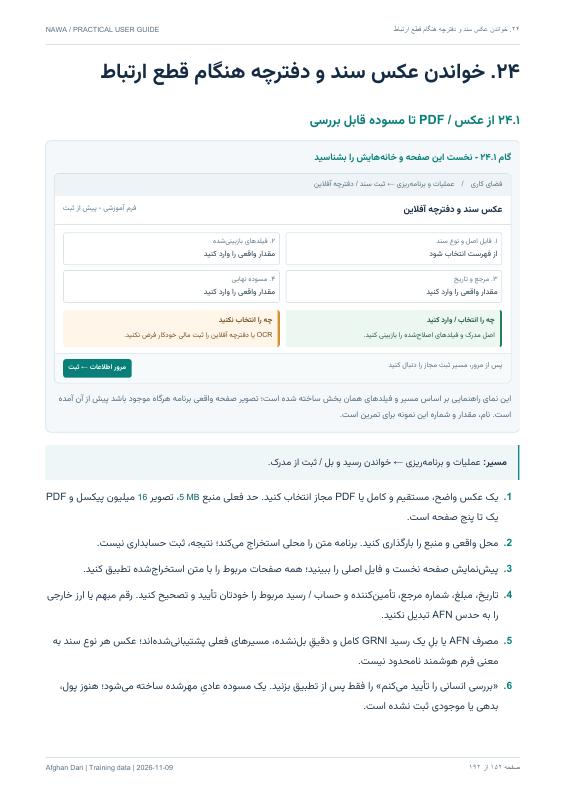 NAWA / PRACTICAL USER GUIDE
۲۴. خواندن عکس سند و دفترچه هنگام قطع ارتباط
۲۴. خواندن عکس سند و دفترچه هنگام قطع ارتباط
۲۴.۱ از عکس / PDF تا مسوده قابل بررسی
گام ۲۴.۱ - نخست این صفحه و خانه‌هایش را بشناسید
فضای کاری / عملیات و برنامه‌ریزی ← ثبت سند / دفترچه آفلاین
عکس سند و دفترچه آفلاین
فرم آموزشی - پیش از ثبت
۱. فایل اصل و نوع سند
از فهرست انتخاب شود
۲. فیلدهای بازبینی‌شده
مقدار واقعی را وارد کنید
۳. مرجع و تاریخ
مقدار واقعی را وارد کنید
۴. مسوده نهایی
مقدار واقعی را وارد کنید
چه را انتخاب / وارد کنید
اصل مدرک و فیلدهای اصلاح‌شده را بازبینی کنید.
چه را انتخاب نکنید
OCR یا دفترچه آفلاین را ثبت مالی خودکار فرض نکنید.
پس از مرور، مسیر ثبت مجاز را دنبال کنید
مرور اطلاعات ← ثبت
این نمای راهنمایی بر اساس مسیر و فیلدهای همان بخش ساخته شده است؛ تصویر صفحه واقعی برنامه هرگاه موجود باشد پیش از آن آمده
است. نام، مقدار و شماره این نمونه برای تمرین است.
مسیر: عملیات و برنامه‌ریزی ← خواندن رسید و بل / ثبت از مدرک.
1. یک عکس واضح، مستقیم و کامل یا PDF مجاز انتخاب کنید. حد فعلی منبع 5 MB، تصویر 16 میلیون پیکسل و PDF
یک تا پنج صفحه است.
2. محل واقعی و منبع را بارگذاری کنید. برنامه متن را محلی استخراج می‌کند؛ نتیجه، ثبت حسابداری نیست.
3. پیش‌نمایش صفحه نخست و فایل اصلی را ببینید؛ همه صفحات مربوط را با متن استخراج‌شده تطبیق کنید.
4. تاریخ، مبلغ، شماره مرجع، تأمین‌کننده و حساب / رسید مربوط را خودتان تأیید و تصحیح کنید. رقم مبهم یا ارز خارجی
را به حدس AFN تبدیل نکنید.
5. مصرف AFN یا بلِ یک رسید GRNI کامل و دقیقِ بل‌نشده، مسیرهای فعلی پشتیبانی‌شده‌اند؛ عکس هر نوع سند به
معنی فرم هوشمند نامحدود نیست.
6. «بررسی انسانی را تأیید می‌کنم» را فقط پس از تطبیق بزنید. یک مسوده عادیِ مهرشده ساخته می‌شود؛ هنوز پول،
بدهی یا موجودی ثبت نشده است.
Afghan Dari | Training data | 2026-11-09
صفحه ۱۵۲ از ۱۹۲